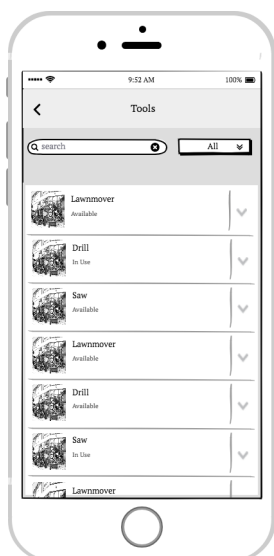 9:52 AM
100%
Tools
search
All
Lawnmover
Available
Drill
In Use
Saw
Available
Lawnmover
Available
Drill
Available
Saw
In Use
Lawnmover